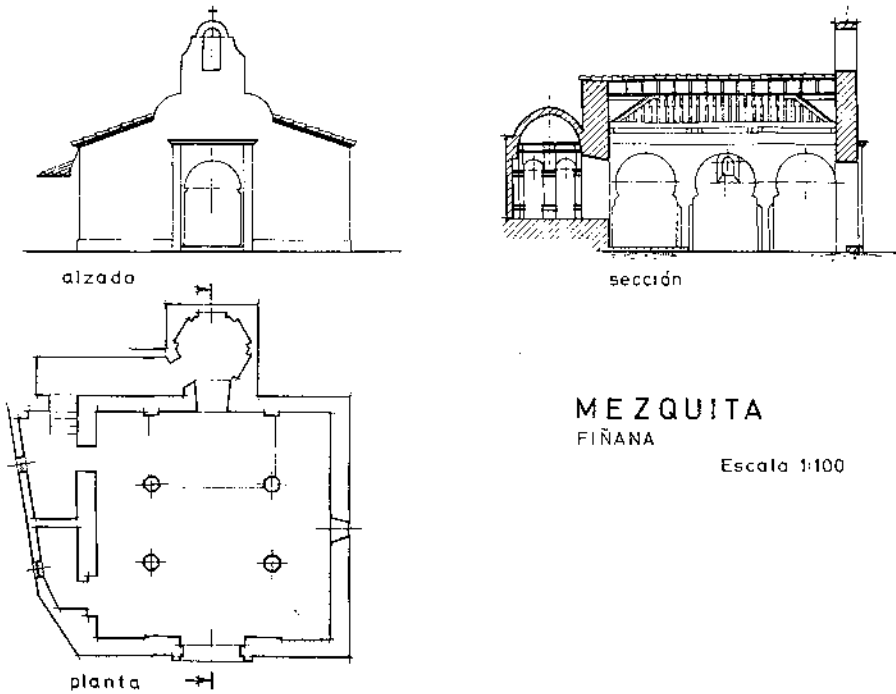 alzado
sección
MEZQUITA
FIÑANA
Escala 1:100
planta